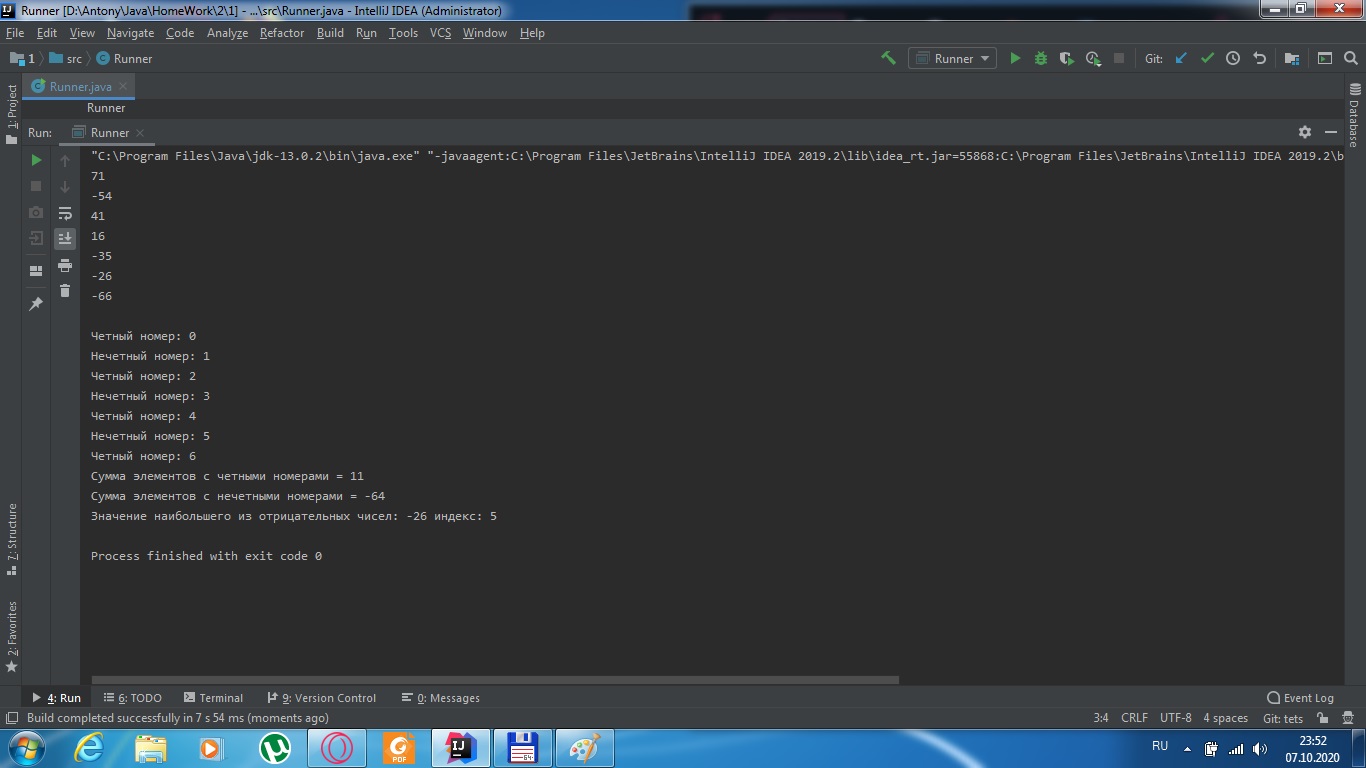 Runner [D:\Antony\Java\HomeWork\2\1] - ...\src\Runner.java - IntelliJ IDEA (Administrator)
File Edit View Navigate Code Analyze Refactor Build Run Tools VCS Window Help
1 src Runner Runner Git:
Runner.java
Runner
Run: Runner
"C:\Program Files\Java\jdk-13.0.2\bin\java.exe" "-javaagent:C:\Program Files\JetBrains\IntelliJ IDEA 2019.2\lib\idea_rt.jar=55868:C:\Program Files\JetBrains\IntelliJ IDEA 2019.2\b
71
-54
41
16
-35
-26
-66
Четный номер: 0
Нечетный номер: 1
Четный номер: 2
Нечетный номер: 3
Четный номер: 4
Нечетный номер: 5
Четный номер: 6
Сумма элементов с четными номерами = 11
Сумма элементов с нечетными номерами = -64
Значение наибольшего из отрицательных чисел: -26 индекс: 5
Process finished with exit code 0
1: Project
7: Structure
2: Favorites
Database
4: Run 6: TODO Terminal 9: Version Control 0: Messages Event Log
Build completed successfully in 7 s 54 ms (moments ago) 3:4 CRLF UTF-8 4 spaces Git: tets
PDF IJ 64: RU 23:52
07.10.2020